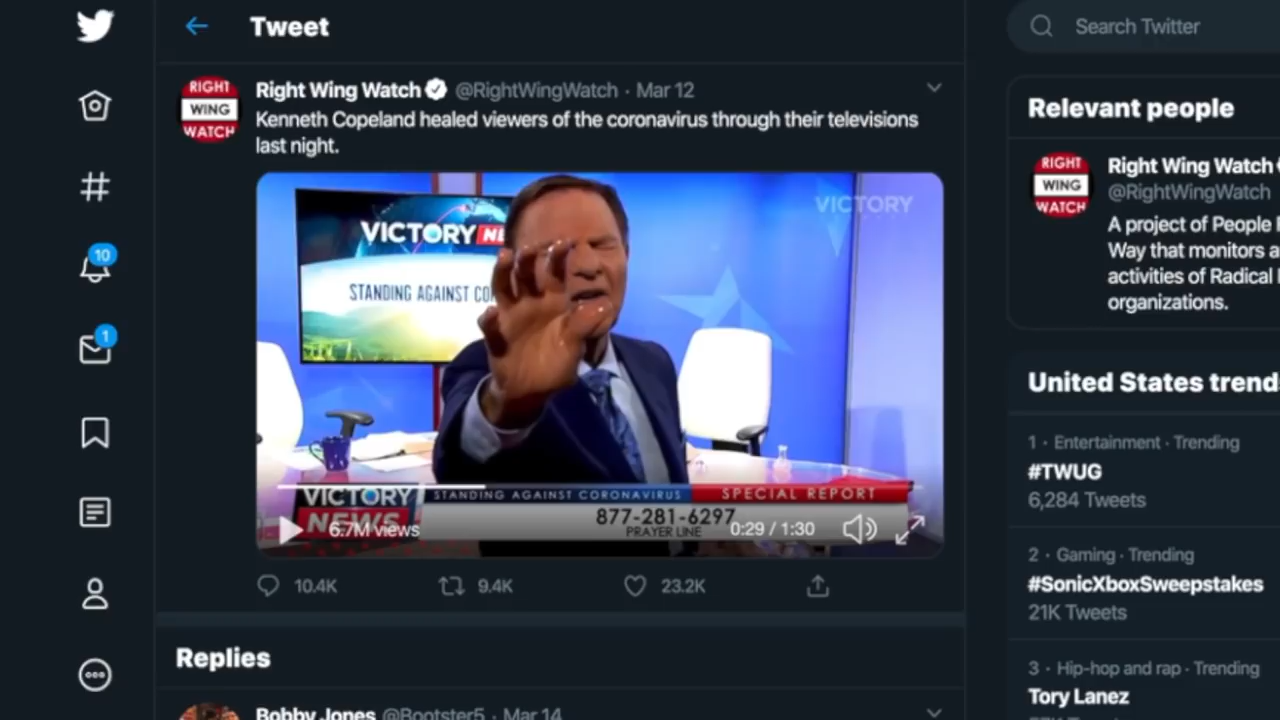 Tweet
Search Twitter
RIGHT
WING
WATCH
Right Wing Watch @RightWingWatch · Mar 12
Kenneth Copeland healed viewers of the coronavirus through their televisions
last night.
VICTORY
VICTORY NE
STANDING AGAINST CO
VICTORY
NEWS
STANDING AGAINST CORONAVIRUS
SPECIAL REPORT
877-281-6297
PRAYER LINE
6.7M views
0:29 / 1:30
10.4K
9.4K
23.2K
Replies
Bobby Jones @Bootster5 · Mar 14
10
1
Relevant people
RIGHT
WING
WATCH
Right Wing Watch
@RightWingWatch
A project of People
Way that monitors a
activities of Radical
organizations.
United States trend
1 · Entertainment · Trending
#TWUG
6,284 Tweets
2 · Gaming · Trending
#SonicXboxSweepstakes
21K Tweets
3 · Hip-hop and rap · Trending
Tory Lanez